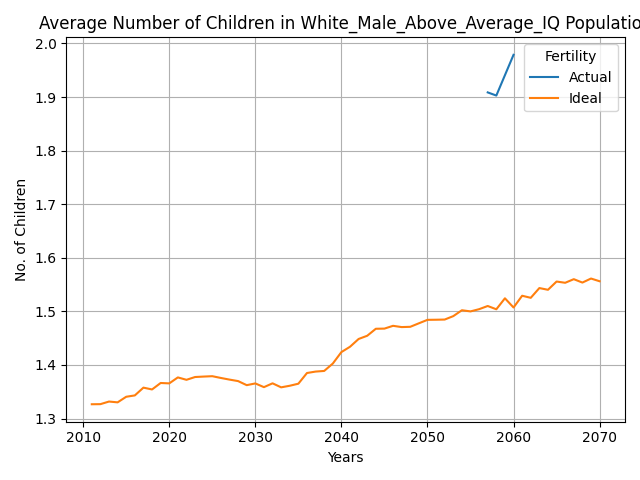 Average Number of Children in White_Male_Above_Average_IQ Populatio
2.0
1.9
1.8
1.7
1.6
1.5
1.4
1.3
No. of Children
Fertility
Actual
Ideal
2010 2020 2030 2040 2050 2060 2070
Years